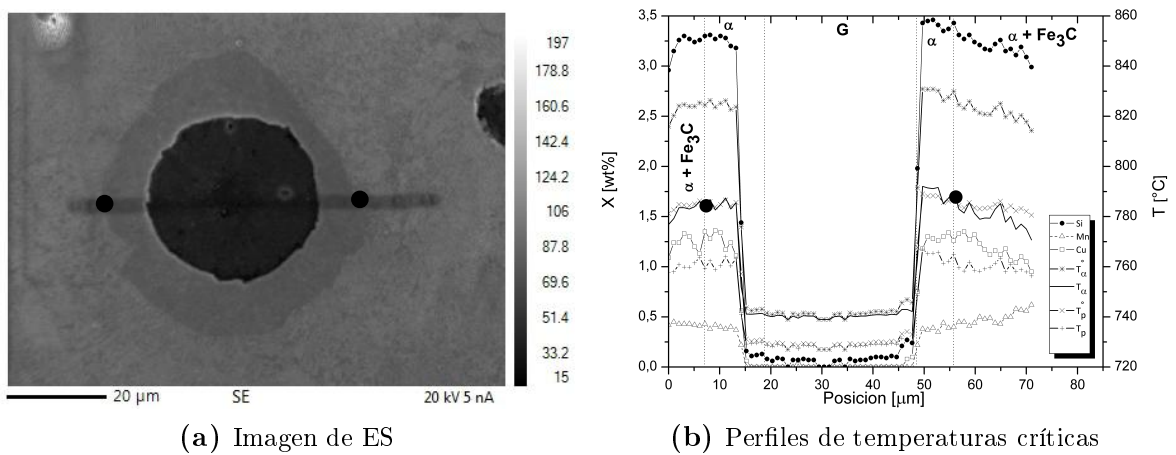 197
178.8
160.6
142.4
124.2
106
87.8
69.6
51.4
33.2
15
20 µm SE 20 kV 5 nA
(a) Imagen de ES
3,5
3,0
2,5
2,0
1,5
1,0
0,5
0,0
X [wt%]
α
G
α
α + Fe3C
α + Fe3C
860
840
820
800
780
760
740
720
T [°C]
Si
Mn
Cu
T°α
Tα
T°p
Tp
0 10 20 30 40 50 60 70 80
Posicion [µm]
(b) Perfiles de temperaturas críticas